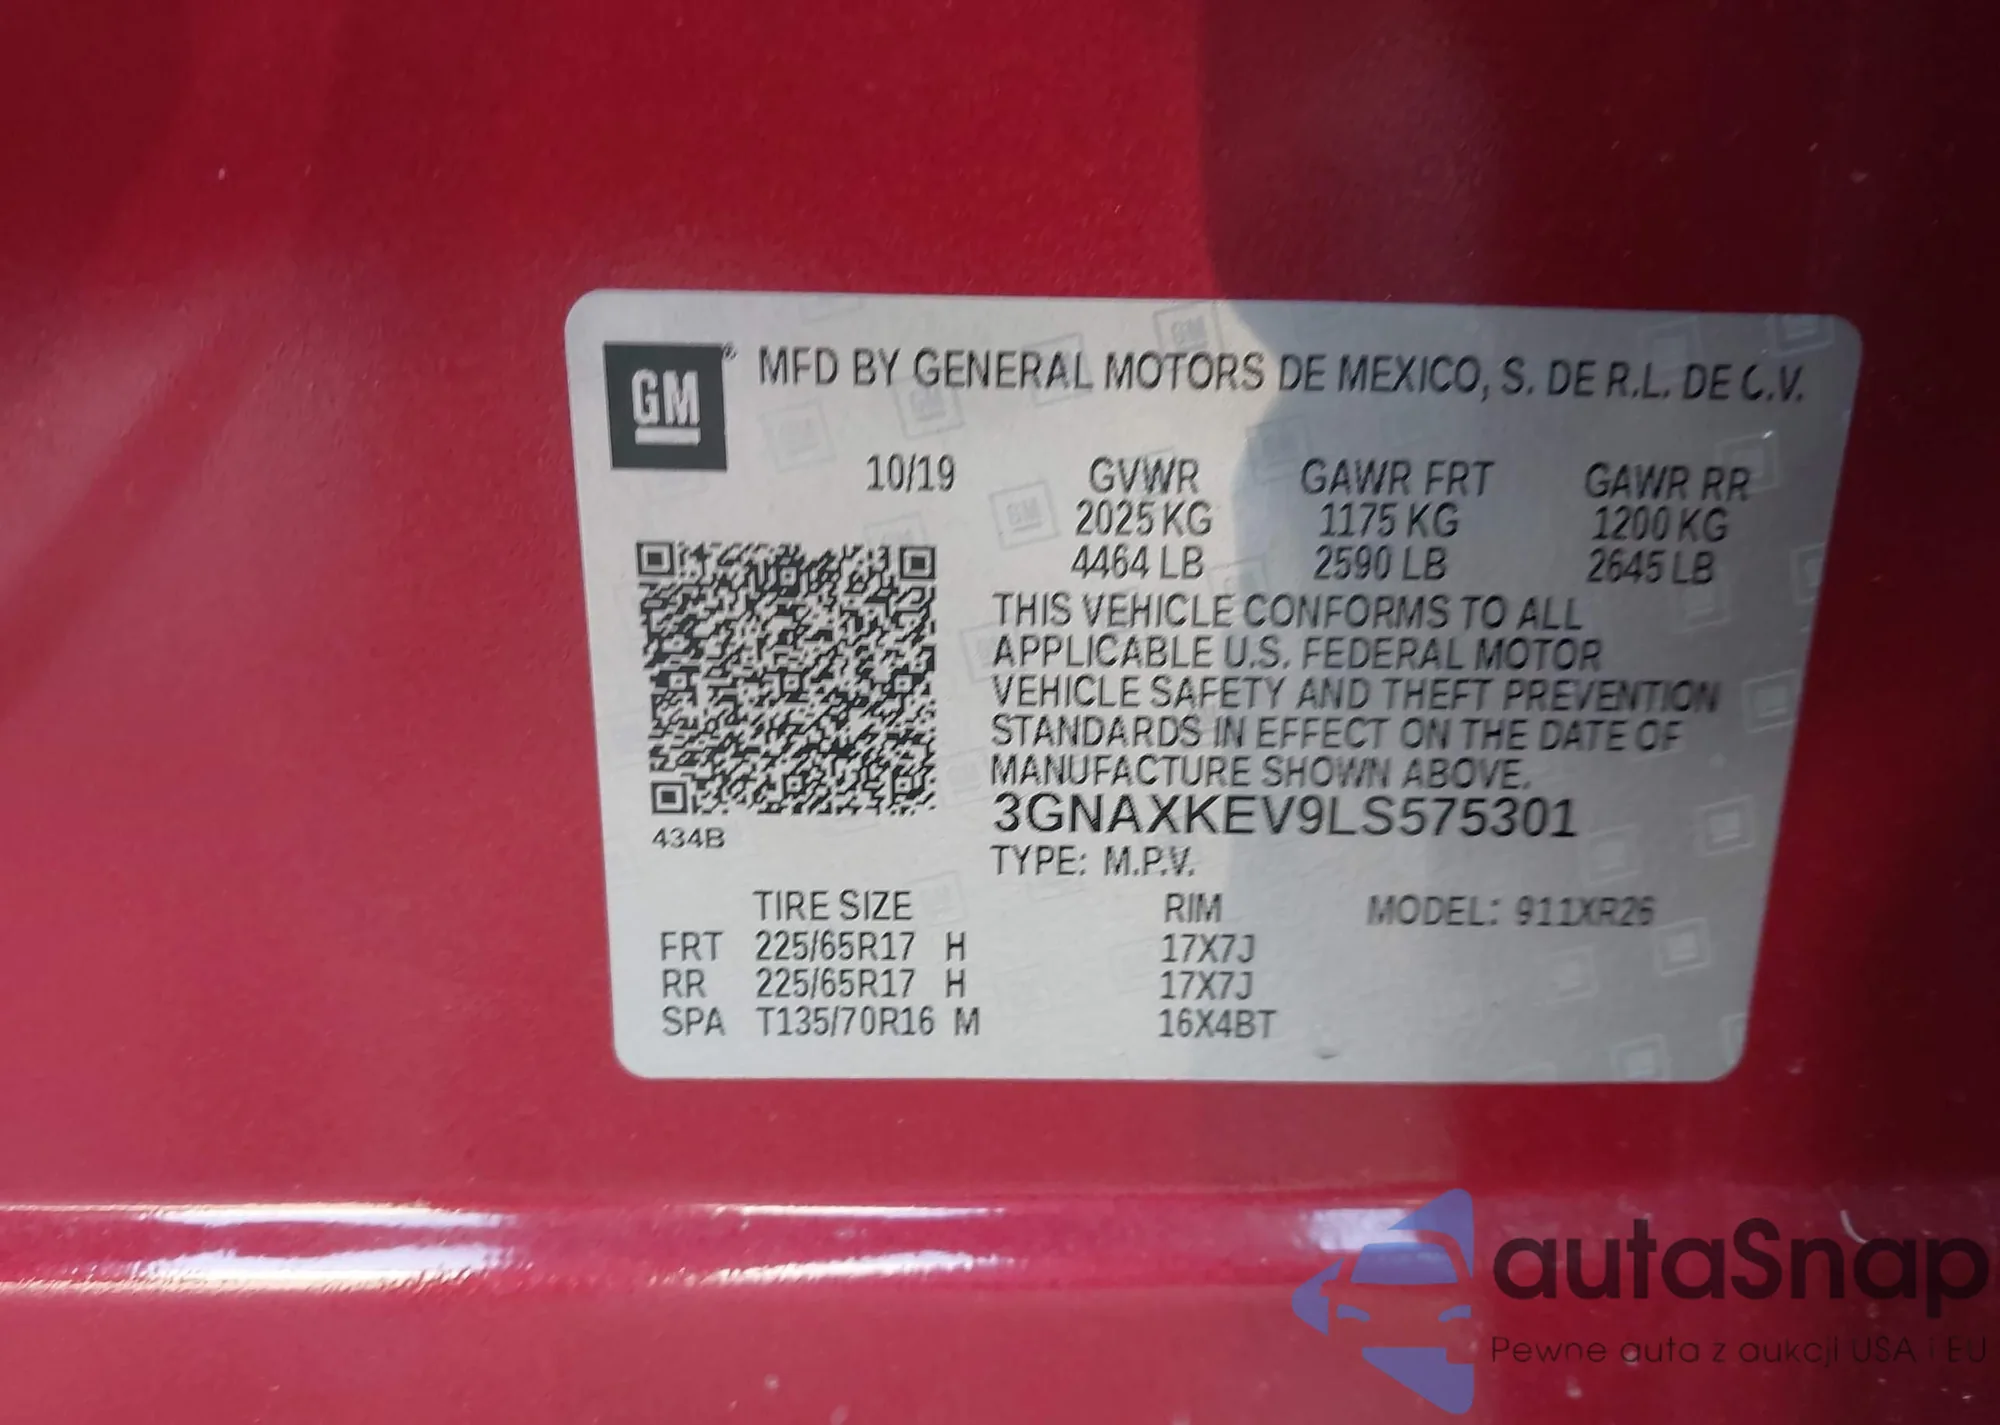 GM ® MFD BY GENERAL MOTORS DE MEXICO, S. DE R.L. DE C.V.
10/19 GVWR GAWR FRT GAWR RR
2025 KG 1175 KG 1200 KG
4464 LB 2590 LB 2645 LB
THIS VEHICLE CONFORMS TO ALL
APPLICABLE U.S. FEDERAL MOTOR
VEHICLE SAFETY AND THEFT PREVENTION
STANDARDS IN EFFECT ON THE DATE OF
MANUFACTURE SHOWN ABOVE.
3GNAXKEV9LS575301
434B
TYPE: M.P.V.
TIRE SIZE RIM MODEL: 911XR26
FRT 225/65R17 H 17X7J
RR 225/65R17 H 17X7J
SPA T135/70R16 M 16X4BT
autaSnap
Pewne auta z aukcji USA i EU